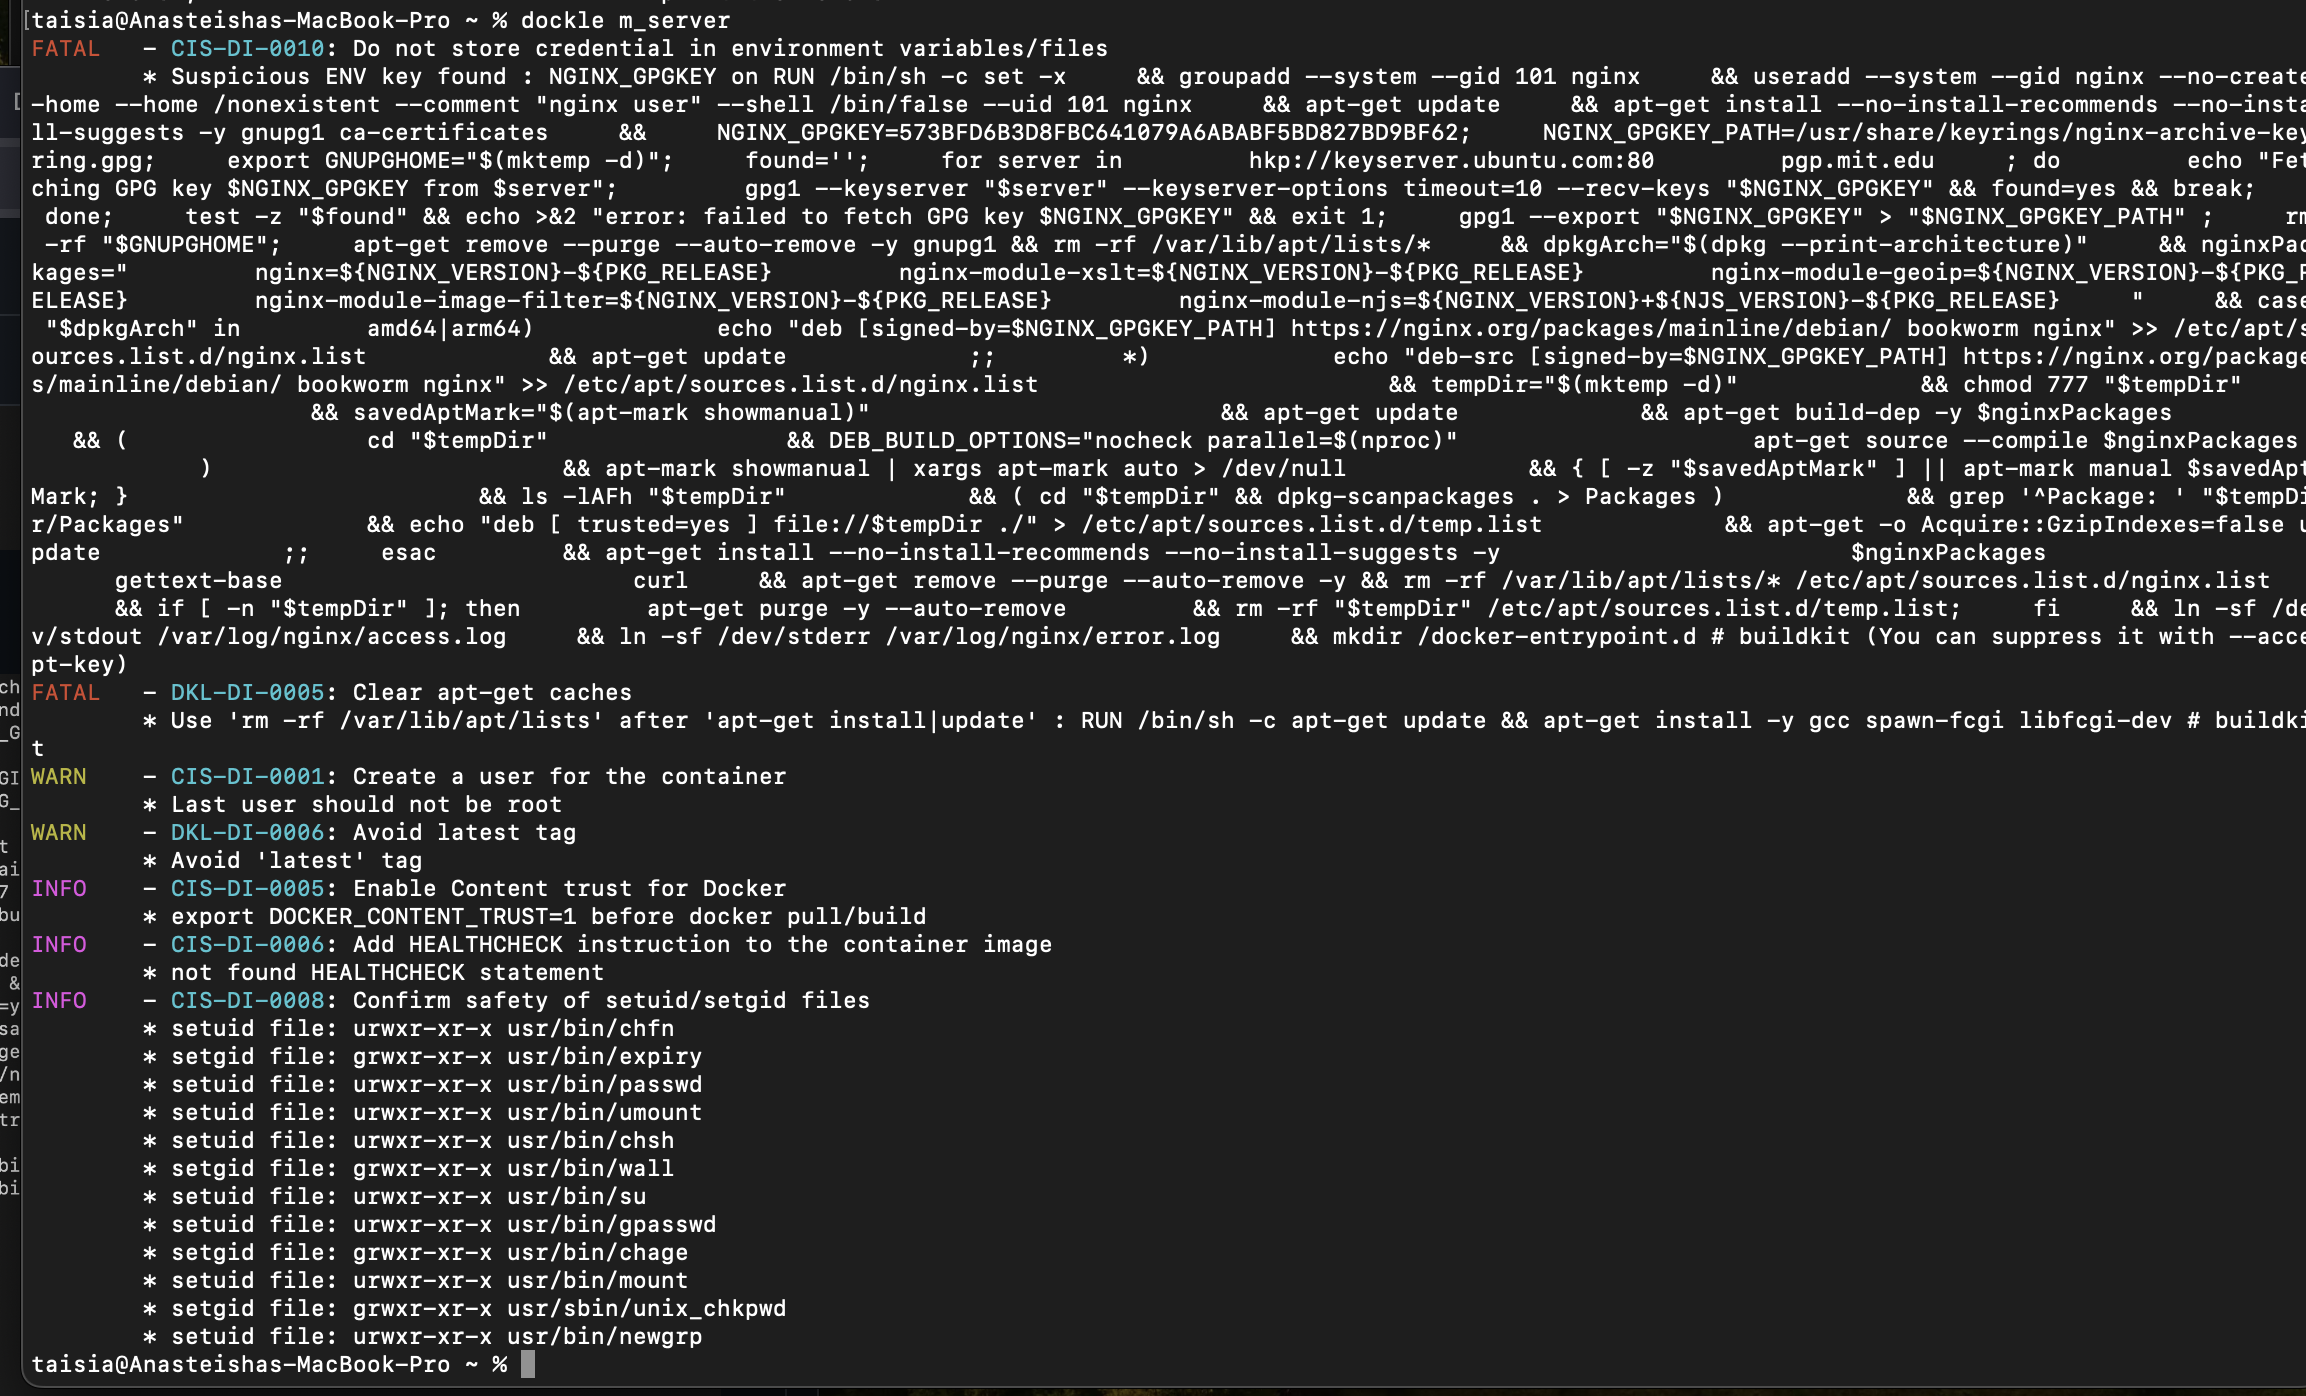 [taisia@Anasteishas-MacBook-Pro ~ % dockle m_server
FATAL   - CIS-DI-0010: Do not store credential in environment variables/files
        * Suspicious ENV key found : NGINX_GPGKEY on RUN /bin/sh -c set -x     && groupadd --system --gid 101 nginx     && useradd --system --gid nginx --no-create
-home --home /nonexistent --comment "nginx user" --shell /bin/false --uid 101 nginx     && apt-get update     && apt-get install --no-install-recommends --no-insta
ll-suggests -y gnupg1 ca-certificates     &&     NGINX_GPGKEY=573BFD6B3D8FBC641079A6ABABF5BD827BD9BF62;     NGINX_GPGKEY_PATH=/usr/share/keyrings/nginx-archive-key
ring.gpg;     export GNUPGHOME="$(mktemp -d)";     found='';     for server in         hkp://keyserver.ubuntu.com:80         pgp.mit.edu     ; do         echo "Fet
ching GPG key $NGINX_GPGKEY from $server";         gpg1 --keyserver "$server" --keyserver-options timeout=10 --recv-keys "$NGINX_GPGKEY" && found=yes && break;
 done;     test -z "$found" && echo >&2 "error: failed to fetch GPG key $NGINX_GPGKEY" && exit 1;     gpg1 --export "$NGINX_GPGKEY" > "$NGINX_GPGKEY_PATH" ;     rm
 -rf "$GNUPGHOME";     apt-get remove --purge --auto-remove -y gnupg1 && rm -rf /var/lib/apt/lists/*     && dpkgArch="$(dpkg --print-architecture)"     && nginxPac
kages="         nginx=${NGINX_VERSION}-${PKG_RELEASE}         nginx-module-xslt=${NGINX_VERSION}-${PKG_RELEASE}         nginx-module-geoip=${NGINX_VERSION}-${PKG_R
ELEASE}         nginx-module-image-filter=${NGINX_VERSION}-${PKG_RELEASE}         nginx-module-njs=${NGINX_VERSION}+${NJS_VERSION}-${PKG_RELEASE}     "     && case
 "$dpkgArch" in         amd64|arm64)             echo "deb [signed-by=$NGINX_GPGKEY_PATH] https://nginx.org/packages/mainline/debian/ bookworm nginx" >> /etc/apt/s
ources.list.d/nginx.list             && apt-get update             ;;         *)             echo "deb-src [signed-by=$NGINX_GPGKEY_PATH] https://nginx.org/package
s/mainline/debian/ bookworm nginx" >> /etc/apt/sources.list.d/nginx.list                         && tempDir="$(mktemp -d)"             && chmod 777 "$tempDir"
                    && savedAptMark="$(apt-mark showmanual)"                         && apt-get update             && apt-get build-dep -y $nginxPackages
   && (                 cd "$tempDir"                 && DEB_BUILD_OPTIONS="nocheck parallel=$(nproc)"                     apt-get source --compile $nginxPackages
            )                         && apt-mark showmanual | xargs apt-mark auto > /dev/null             && { [ -z "$savedAptMark" ] || apt-mark manual $savedApt
Mark; }                         && ls -lAFh "$tempDir"             && ( cd "$tempDir" && dpkg-scanpackages . > Packages )             && grep '^Package: ' "$tempDi
r/Packages"             && echo "deb [ trusted=yes ] file://$tempDir ./" > /etc/apt/sources.list.d/temp.list             && apt-get -o Acquire::GzipIndexes=false u
pdate             ;;     esac         && apt-get install --no-install-recommends --no-install-suggests -y                         $nginxPackages
      gettext-base                         curl     && apt-get remove --purge --auto-remove -y && rm -rf /var/lib/apt/lists/* /etc/apt/sources.list.d/nginx.list
      && if [ -n "$tempDir" ]; then         apt-get purge -y --auto-remove         && rm -rf "$tempDir" /etc/apt/sources.list.d/temp.list;     fi     && ln -sf /de
v/stdout /var/log/nginx/access.log     && ln -sf /dev/stderr /var/log/nginx/error.log     && mkdir /docker-entrypoint.d # buildkit (You can suppress it with --acce
pt-key)
FATAL   - DKL-DI-0005: Clear apt-get caches
        * Use 'rm -rf /var/lib/apt/lists' after 'apt-get install|update' : RUN /bin/sh -c apt-get update && apt-get install -y gcc spawn-fcgi libfcgi-dev # buildki
t
WARN    - CIS-DI-0001: Create a user for the container
        * Last user should not be root
WARN    - DKL-DI-0006: Avoid latest tag
        * Avoid 'latest' tag
INFO    - CIS-DI-0005: Enable Content trust for Docker
        * export DOCKER_CONTENT_TRUST=1 before docker pull/build
INFO    - CIS-DI-0006: Add HEALTHCHECK instruction to the container image
        * not found HEALTHCHECK statement
INFO    - CIS-DI-0008: Confirm safety of setuid/setgid files
        * setuid file: urwxr-xr-x usr/bin/chfn
        * setgid file: grwxr-xr-x usr/bin/expiry
        * setuid file: urwxr-xr-x usr/bin/passwd
        * setuid file: urwxr-xr-x usr/bin/umount
        * setuid file: urwxr-xr-x usr/bin/chsh
        * setgid file: grwxr-xr-x usr/bin/wall
        * setuid file: urwxr-xr-x usr/bin/su
        * setuid file: urwxr-xr-x usr/bin/gpasswd
        * setgid file: grwxr-xr-x usr/bin/chage
        * setuid file: urwxr-xr-x usr/bin/mount
        * setgid file: grwxr-xr-x usr/sbin/unix_chkpwd
        * setuid file: urwxr-xr-x usr/bin/newgrp
taisia@Anasteishas-MacBook-Pro ~ %